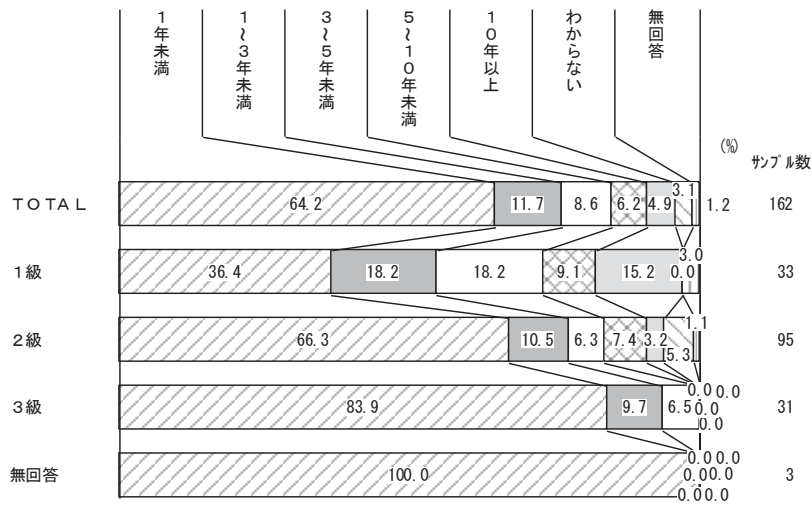 1年未満
1～3年未満
3～5年未満
5～10年未満
10年以上
わからない
無回答
(%)
サンプル数
TOTAL 64.2 11.7 8.6 6.2 4.9 3.1 1.2 162
1級 36.4 18.2 18.2 9.1 15.2 0.0 3.0 33
2級 66.3 10.5 6.3 7.4 3.2 5.3 1.1 95
3級 83.9 9.7 6.5 0.0 0.0 0.0 0.0 31
無回答 100.0 0.0 0.0 0.0 0.0 0.0 0.0 3